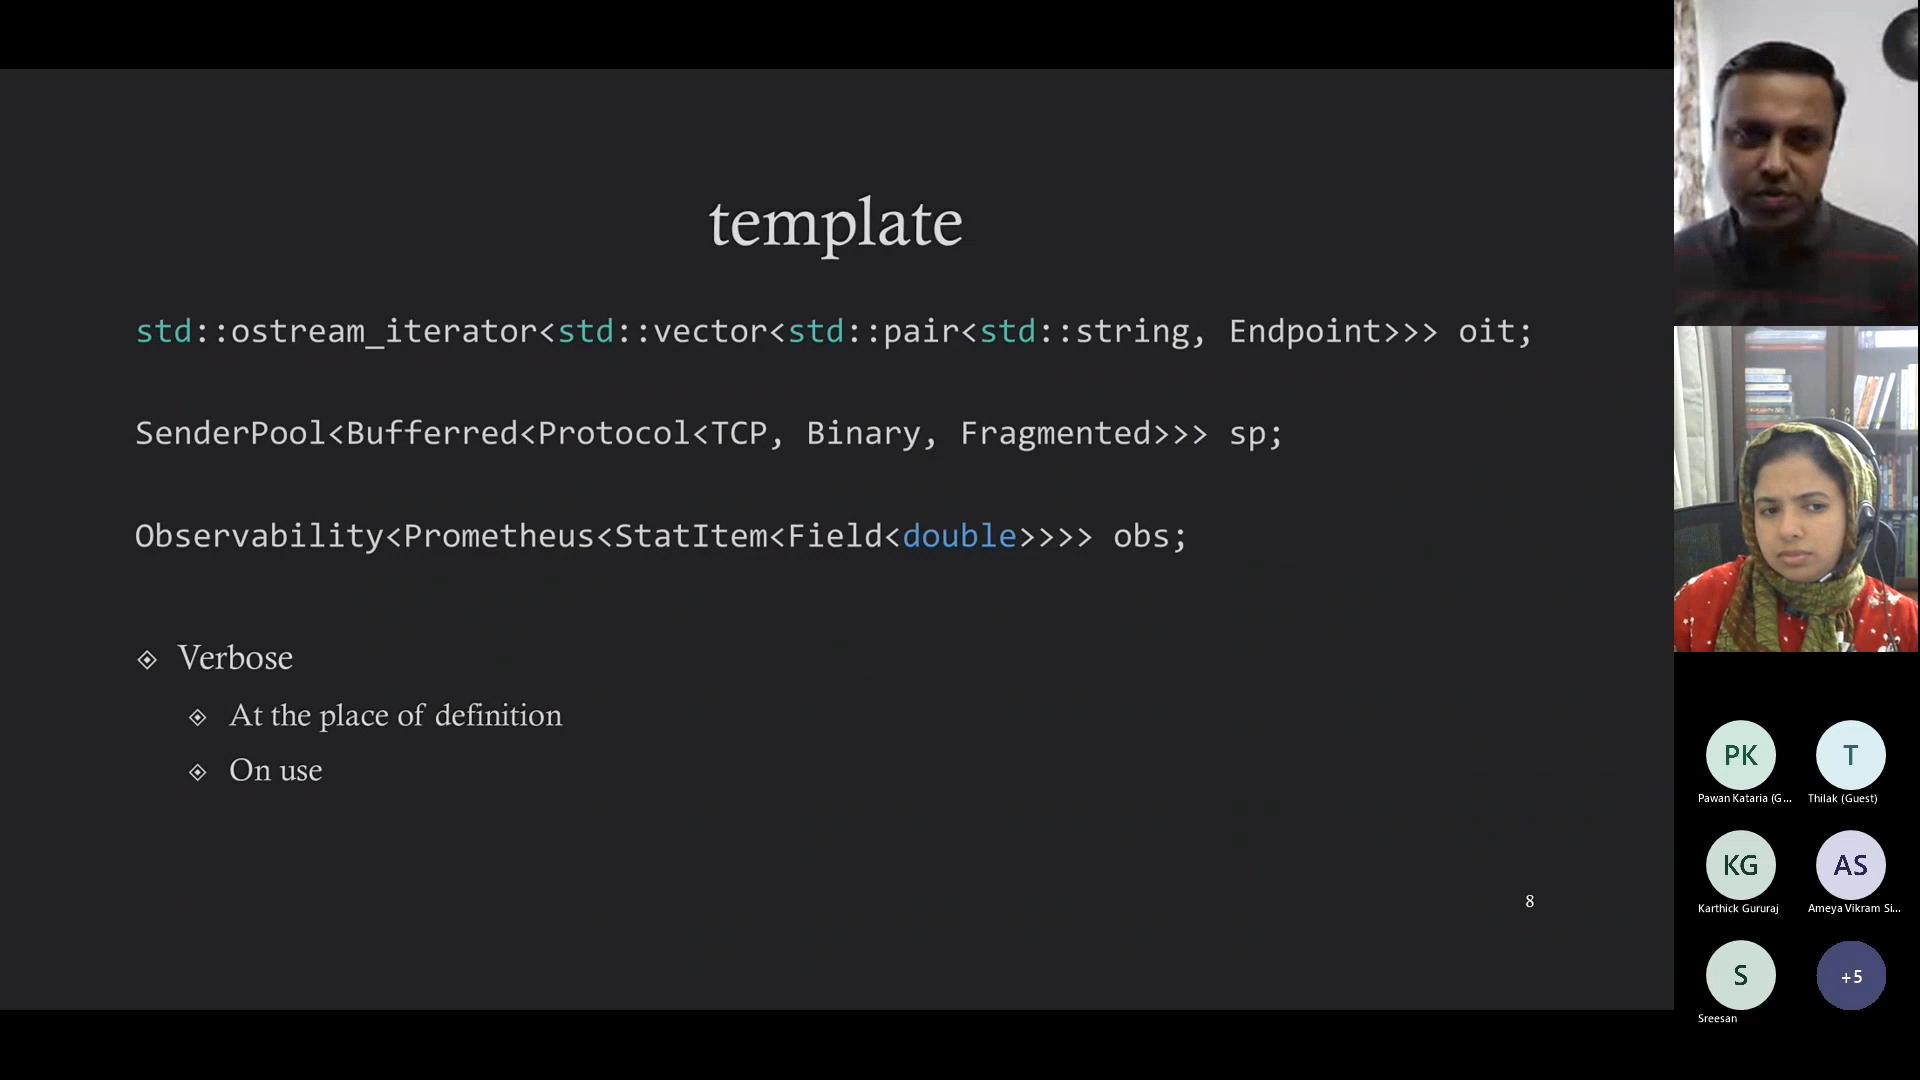 template
std::ostream_iterator<std::vector<std::pair<std::string, Endpoint>>> oit;
SenderPool<Bufferred<Protocol<TCP, Binary, Fragmented>>> sp;
Observability<Prometheus<StatItem<Field<double>>>> obs;
Verbose
At the place of definition
On use
8
PK
T
Pawan Kataria (G...
Thilak (Guest)
KG
AS
Karthick Gururaj
Ameya Vikram Si...
S
+5
Sreesan